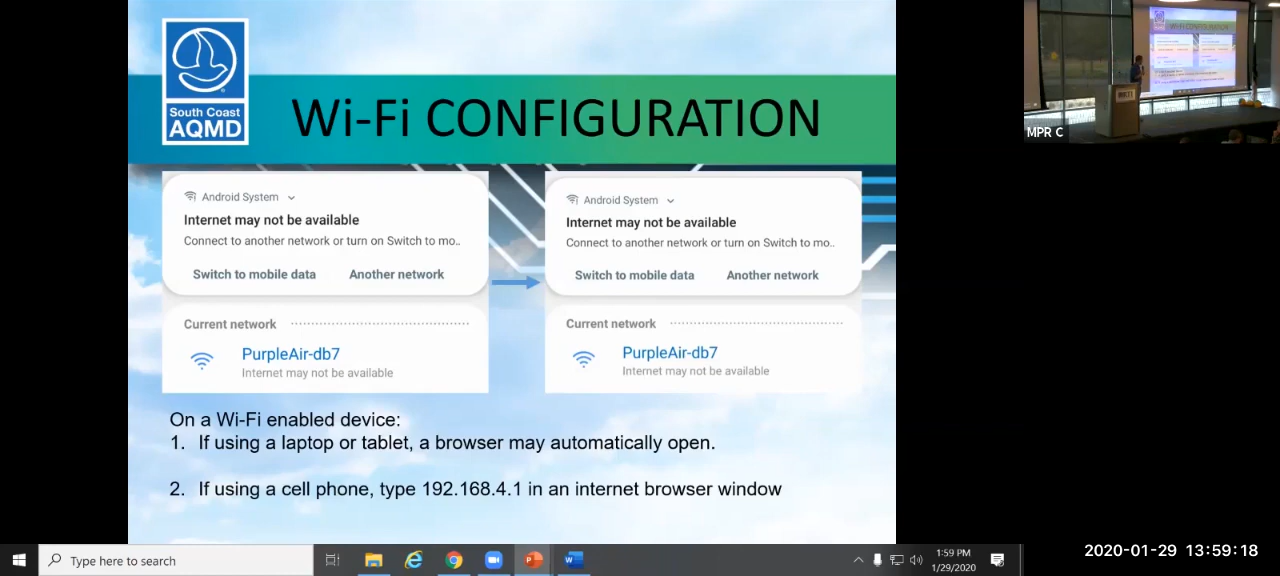 South Coast
AQMD
Wi-Fi CONFIGURATION
Android System
Internet may not be available
Connect to another network or turn on Switch to mo..
Switch to mobile data Another network
Current network
PurpleAir-db7
Internet may not be available
Android System
Internet may not be available
Connect to another network or turn on Switch to mo..
Switch to mobile data Another network
Current network
PurpleAir-db7
Internet may not be available
On a Wi-Fi enabled device:
1. If using a laptop or tablet, a browser may automatically open.
2. If using a cell phone, type 192.168.4.1 in an internet browser window
WI-FI CONFIGURATION
MPR C
Type here to search
1:59 PM
1/29/2020
2020-01-29 13:59:18